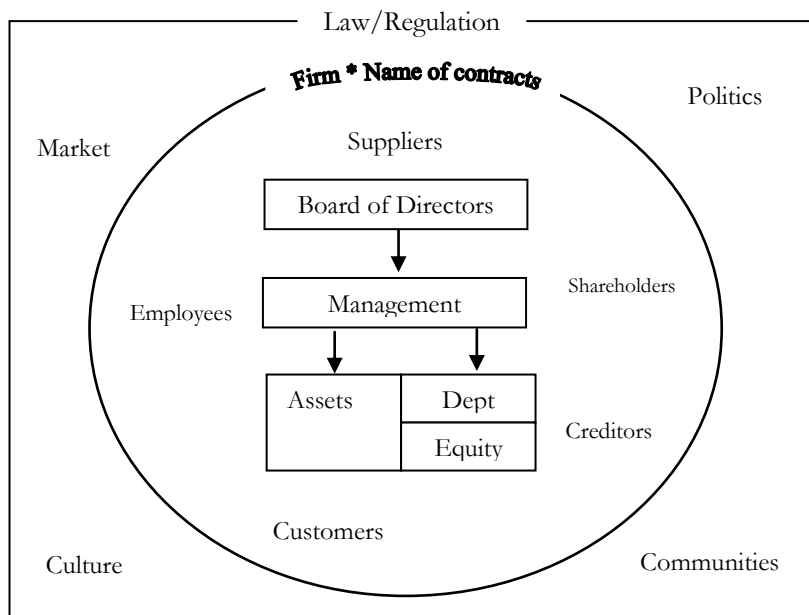 Law/Regulation
Firm * Name of contracts
Politics
Market
Suppliers
Board of Directors
Shareholders
Management
Employees
Assets
Dept
Creditors
Equity
Customers
Culture
Communities